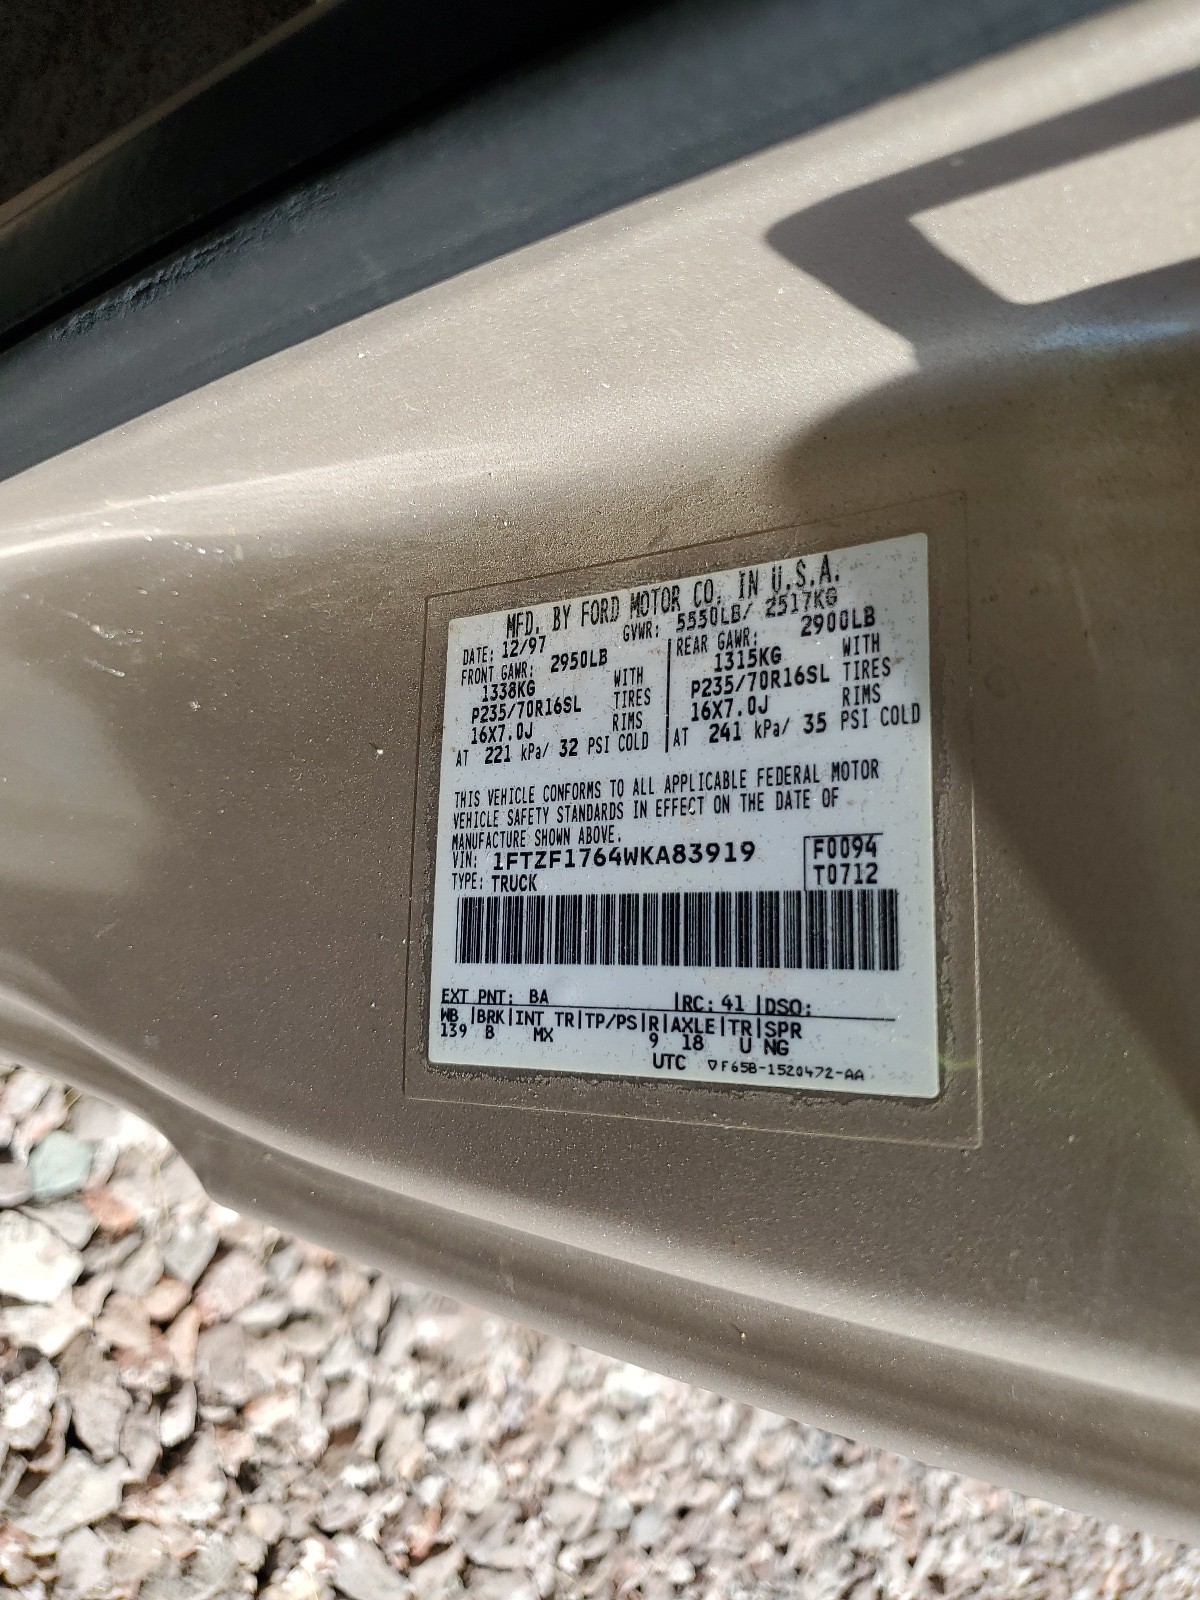 MFD. BY FORD MOTOR CO. IN U.S.A.
DATE: 12/97 GVWR: 5550LB/ 2517KG
FRONT GAWR: 2950LB REAR GAWR: 2900LB
1338KG WITH 1315KG WITH
P235/70R16SL TIRES P235/70R16SL TIRES
16X7.0J RIMS 16X7.0J RIMS
AT 221 kPa/ 32 PSI COLD AT 241 kPa/ 35 PSI COLD
THIS VEHICLE CONFORMS TO ALL APPLICABLE FEDERAL MOTOR
VEHICLE SAFETY STANDARDS IN EFFECT ON THE DATE OF
MANUFACTURE SHOWN ABOVE.
VIN: 1FTZF1764WKA83919 F0094
TYPE: TRUCK T0712
EXT PNT: BA |RC: 41 |DSO:
WB |BRK|INT TR|TP/PS|R|AXLE|TR|SPR
139 B MX 9 18 U NG
UTC ▽F65B-1520472-AA